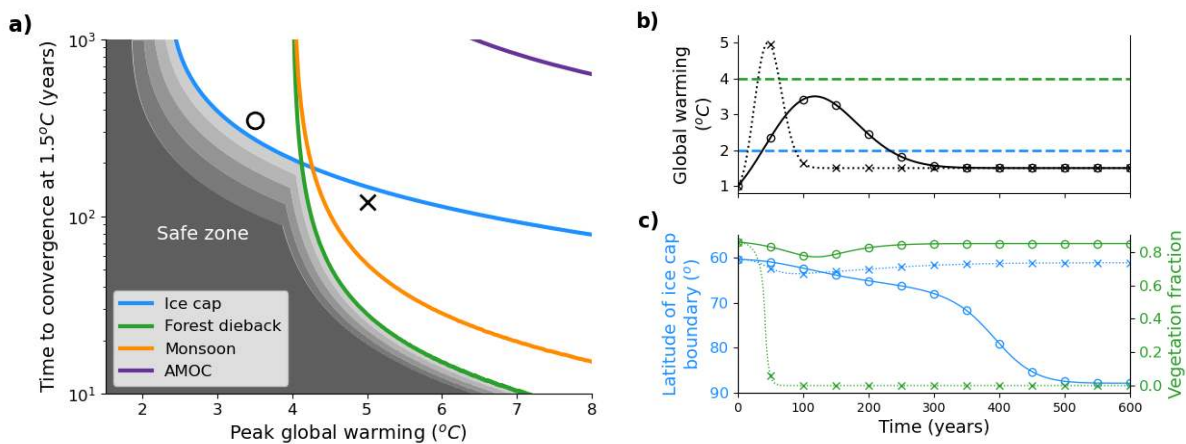 a)
Time to convergence at 1.5°C (years)
10³
10²
10¹
Safe zone
Ice cap
Forest dieback
Monsoon
AMOC
2 3 4 5 6 7 8
Peak global warming (°C)
b)
Global warming
(°C)
5
4
3
2
1
c)
Latitude of ice cap
boundary (°)
60
70
80
90
0.8
0.6
0.4
0.2
0.0
Vegetation fraction
0 100 200 300 400 500 600
Time (years)